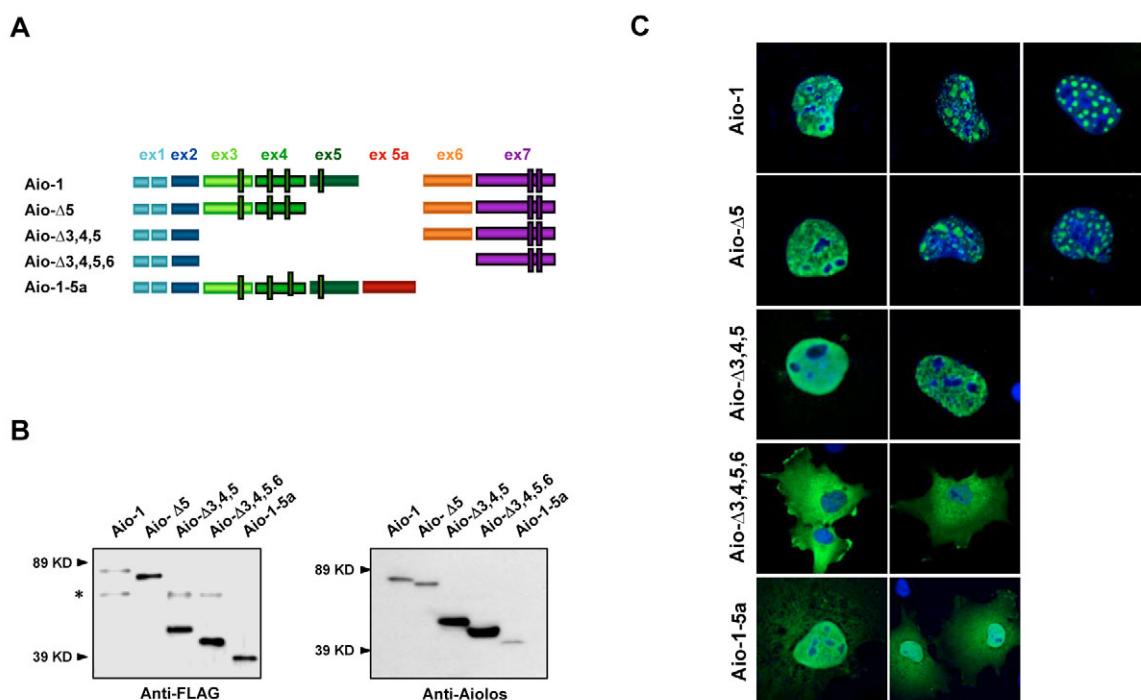 A
ex1 ex2 ex3 ex4 ex5 ex 5a ex6 ex7
Aio-1
Aio-Δ5
Aio-Δ3,4,5
Aio-Δ3,4,5,6
Aio-1-5a
B
Aio-1 Aio- Δ5 Aio-Δ3,4,5 Aio-Δ3,4,5.6 Aio-1-5a
89 KD
*
39 KD
Anti-FLAG
Aio-1 Aio- Δ5 Aio-Δ3,4,5 Aio-Δ3,4,5,6 Aio-1-5a
89 KD
39 KD
Anti-Aiolos
C
Aio-1
Aio-Δ5
Aio-Δ3,4,5
Aio-Δ3,4,5,6
Aio-1-5a